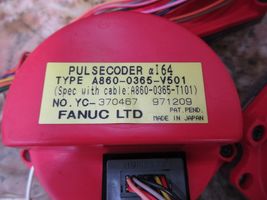 PULSECODER αI64
TYPE A860-0365-V501
(Spec with cable:A860-0365-T101)
NO. YC-370467 971209
PAT. PEND.
FANUC LTD MADE IN JAPAN